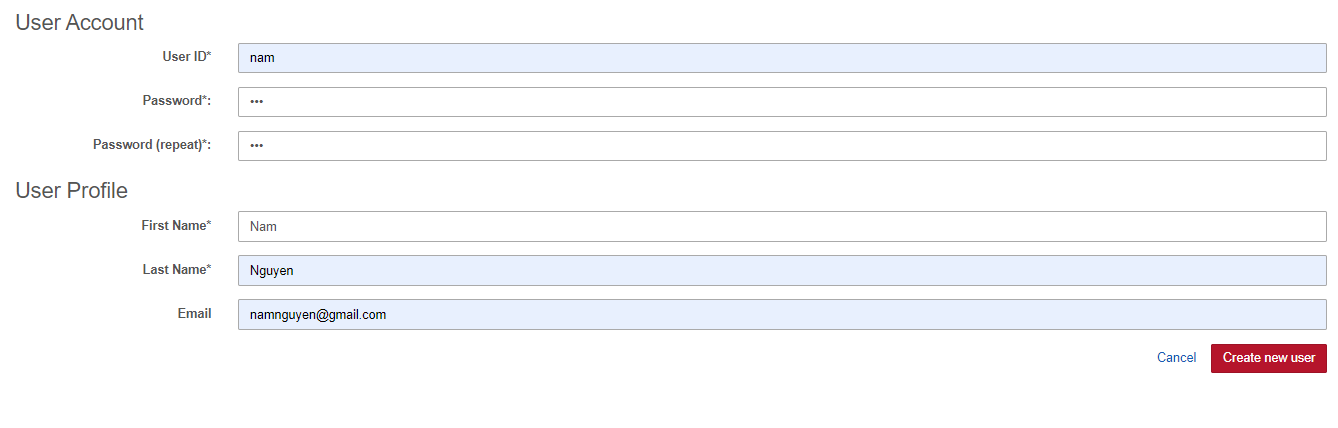 User Account
User ID* nam
Password*: •••
Password (repeat)*: •••
User Profile
First Name* Nam
Last Name* Nguyen
Email namnguyen@gmail.com
Cancel Create new user